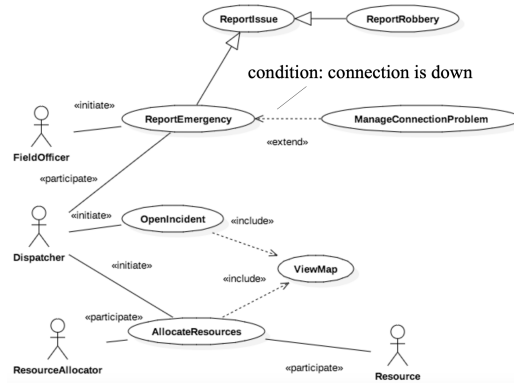 ReportIssue
ReportRobbery
condition: connection is down
«initiate»
ReportEmergency
ManageConnectionProblem
«extend»
FieldOfficer
«participate»
«initiate»
OpenIncident
«include»
Dispatcher
«initiate»
«include»
ViewMap
«participate»
AllocateResources
ResourceAllocator
«participate»
Resource